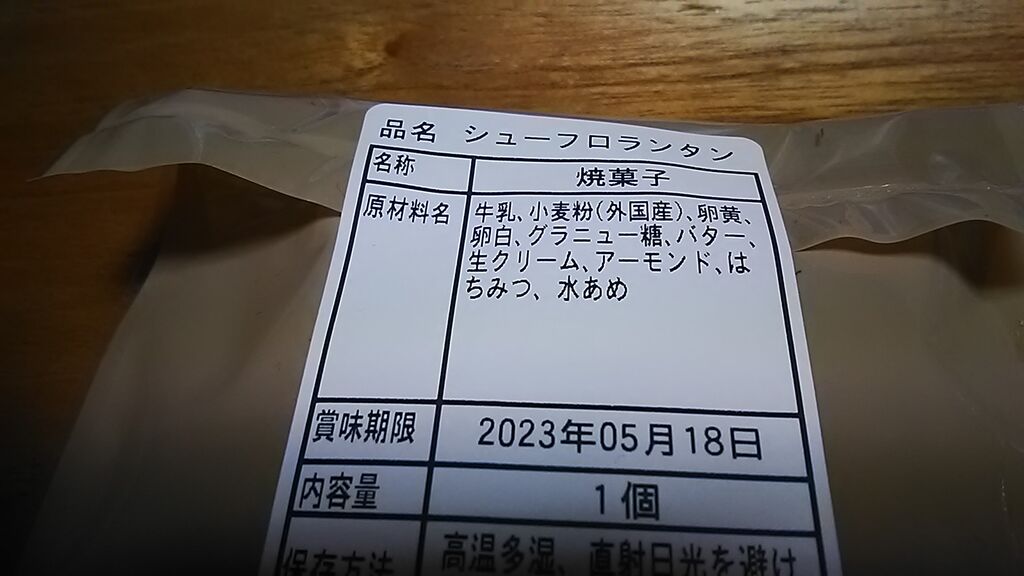 品名 シューフロランタン
名称 焼菓子
原材料名 牛乳、小麦粉(外国産)、卵黄、
卵白、グラニュー糖、バター、
生クリーム、アーモンド、は
ちみつ、水あめ
賞味期限 2023年05月18日
内容量 1個
保存方法 高温多湿、直射日光を避け